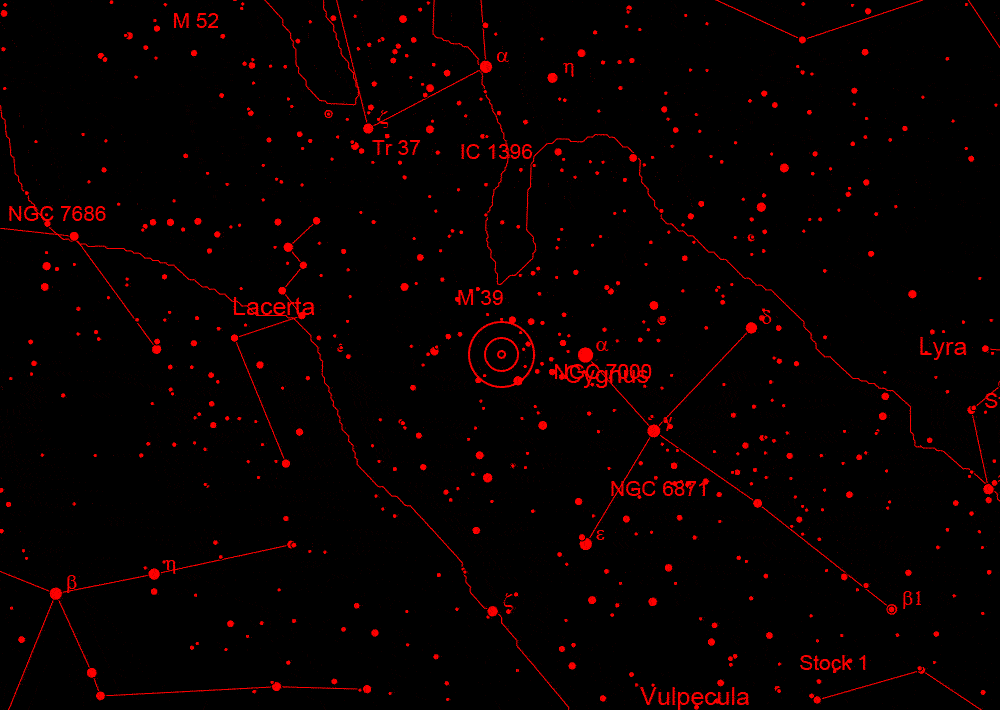 M 52
α
η
ζ
Tr 37
IC 1396
NGC 7686
M 39
Lacerta
δ1
α
Lyra
NGC 7000
Cygnus
γ
NGC 6871
ε
η
β
ζ
β1
Stock 1
Vulpecula